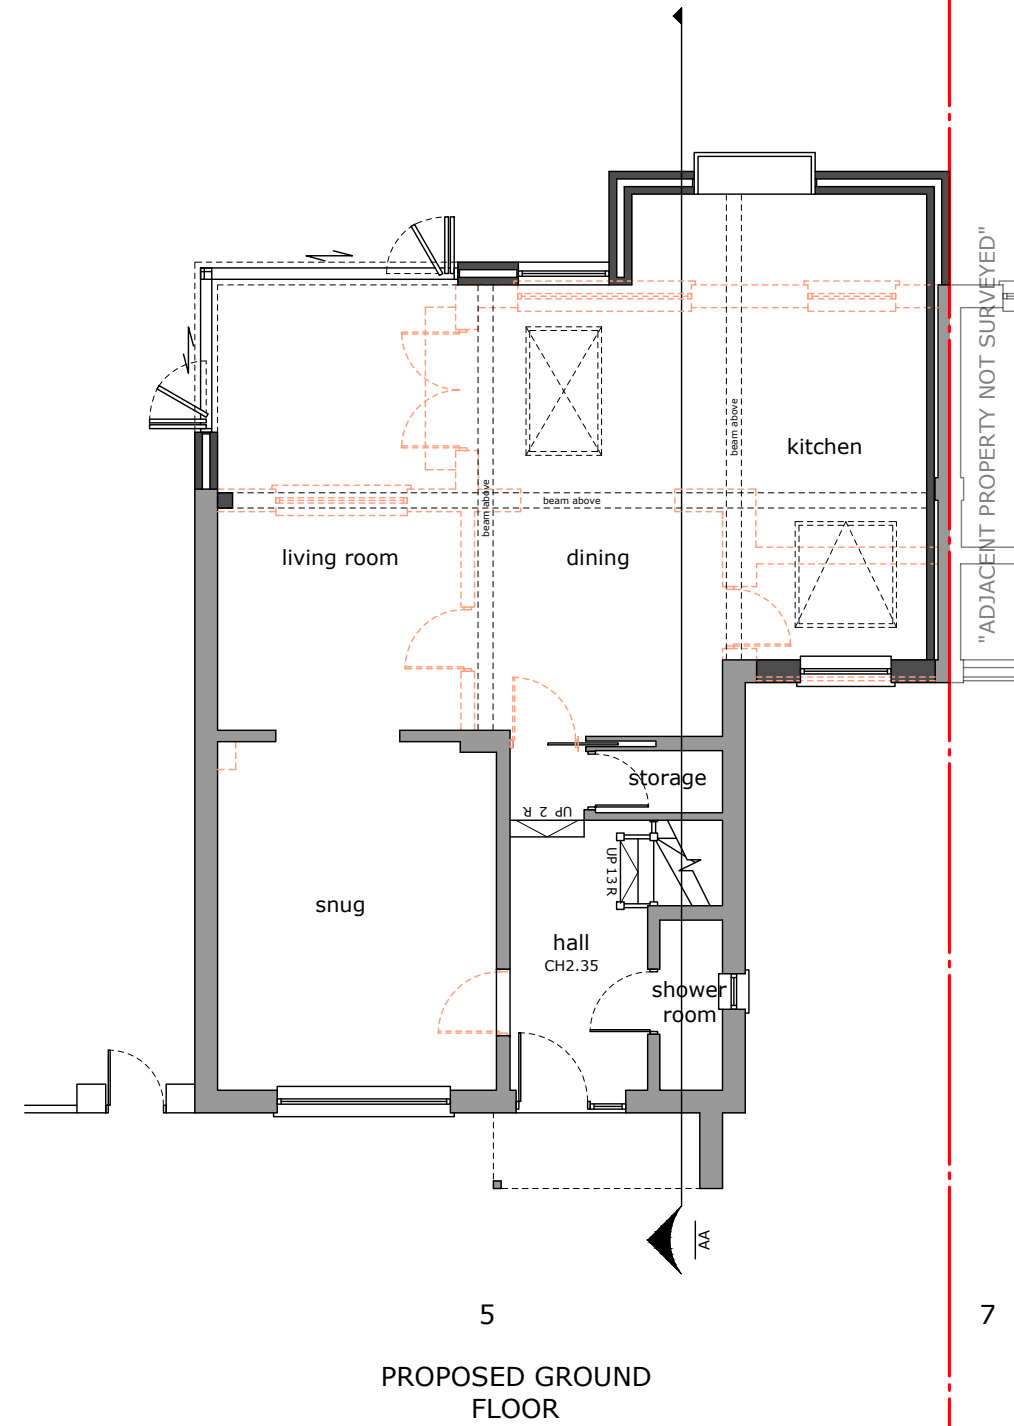 "ADJACENT PROPERTY NOT SURVEYED"
kitchen
beam above
beam above
beam above
living room
dining
storage
UP 2 R
UP 13 R
snug
hall
CH2.35
shower
room
AA
5
7
PROPOSED GROUND
FLOOR